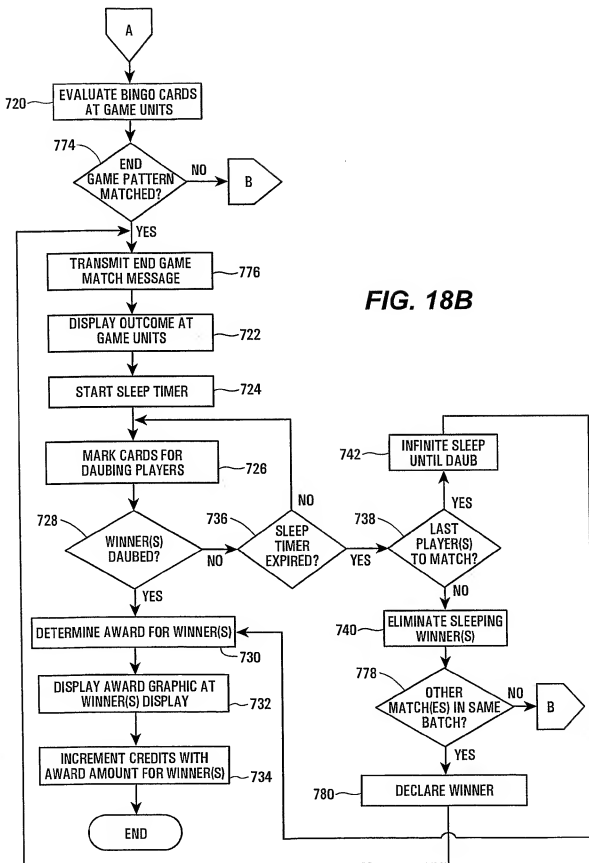 A
720
EVALUATE BINGO CARDS
AT GAME UNITS
774
END
GAME PATTERN
MATCHED?
NO
B
YES
TRANSMIT END GAME
MATCH MESSAGE
776
FIG. 18B
DISPLAY OUTCOME AT
GAME UNITS
722
START SLEEP TIMER
724
MARK CARDS FOR
DAUBING PLAYERS
726
728
WINNER(S)
DAUBED?
NO
YES
736
SLEEP
TIMER
EXPIRED?
NO
YES
738
LAST
PLAYER(S)
TO MATCH?
YES
NO
742
INFINITE SLEEP
UNTIL DAUB
DETERMINE AWARD FOR WINNER(S)
730
DISPLAY AWARD GRAPHIC AT
WINNER(S) DISPLAY
732
INCREMENT CREDITS WITH
AWARD AMOUNT FOR WINNER(S)
734
END
740
ELIMINATE SLEEPING
WINNER(S)
778
OTHER
MATCH(ES) IN SAME
BATCH?
NO
B
YES
780
DECLARE WINNER